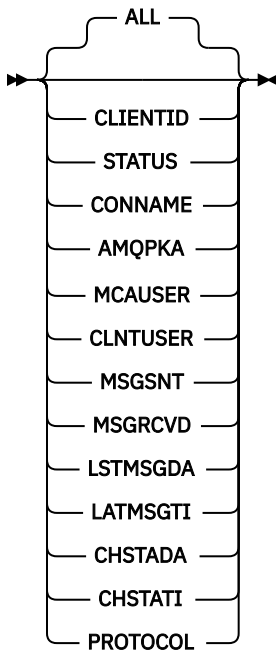 ALL
CLIENTID
STATUS
CONNAME
AMQPKA
MCAUSER
CLNTUSER
MSGSNT
MSGRCVD
LSTMSGDA
LATMSGTI
CHSTADA
CHSTATI
PROTOCOL